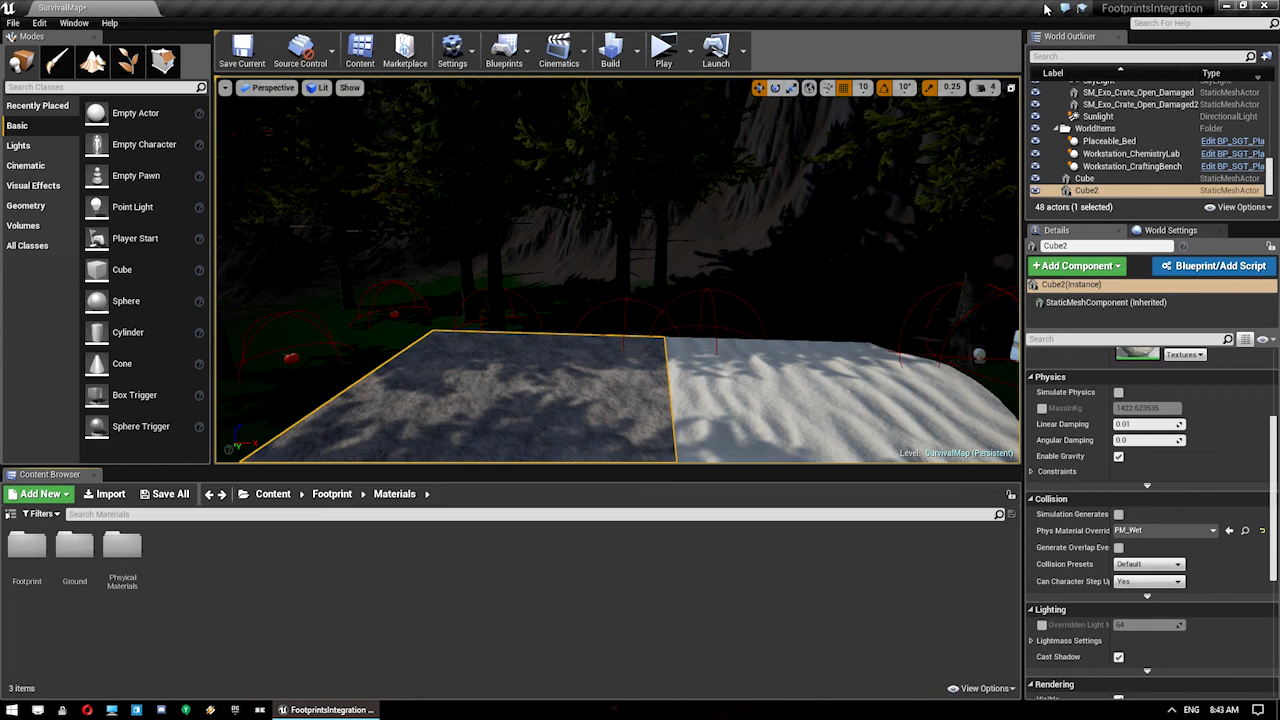 SurvivalMap*
FootprintsIntegration
File
Edit
Window
Help
Search For Help
Modes
Search Classes
Recently Placed
Basic
Lights
Cinematic
Visual Effects
Geometry
Volumes
All Classes
Empty Actor
Empty Character
Empty Pawn
Point Light
Player Start
Cube
Sphere
Cylinder
Cone
Box Trigger
Sphere Trigger
Save Current
Source Control
Content
Marketplace
Settings
Blueprints
Cinematics
Build
Play
Launch
Perspective
Lit
Show
10
10°
0.25
4
Level: SurvivalMap (Persistent)
World Outliner
Search
Label
Type
SM_Exo_Crate_Open_Damaged StaticMeshActor
SM_Exo_Crate_Open_Damaged2 StaticMeshActor
Sunlight DirectionalLight
WorldItems Folder
Placeable_Bed Edit BP_SGT_Pla
Workstation_ChemistryLab Edit BP_SGT_Pla
Workstation_CraftingBench Edit BP_SGT_Pla
Cube StaticMeshActor
Cube2 StaticMeshActor
48 actors (1 selected)
View Options
Details
World Settings
Cube2
+Add Component
Blueprint/Add Script
Cube2(Instance)
StaticMeshComponent (Inherited)
Search
Textures
Physics
Simulate Physics
MassInKg 1422.623535
Linear Damping 0.01
Angular Damping 0.0
Enable Gravity
Constraints
Collision
Simulation Generates
Phys Material Overrid PM_Wet
Generate Overlap Eve
Collision Presets Default
Can Character Step Up Yes
Lighting
Overridden Light M 64
Lightmass Settings
Cast Shadow
Rendering
Content Browser
Add New
Import
Save All
Content
Footprint
Materials
Filters
Search Materials
Footprint
Ground
Phsyical
Materials
3 items
View Options
FootprintsIntegration ...
ENG
8:43 AM